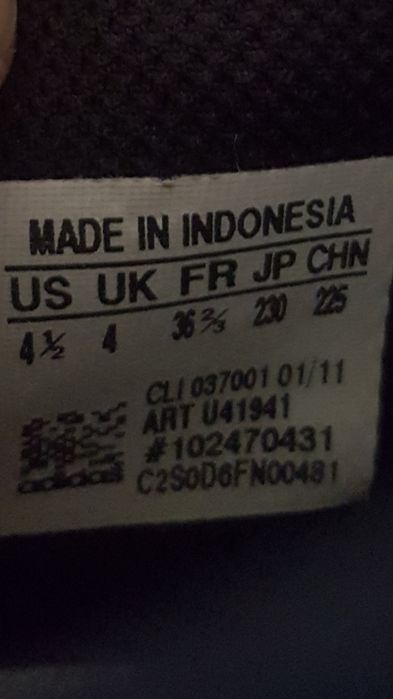 MADE IN INDONESIA
US UK FR JP CHN
4½ 4 36⅔ 230 225
CLI 037001 01/11
ART U41941
#102470431
C2S0D6FN00481
adidas